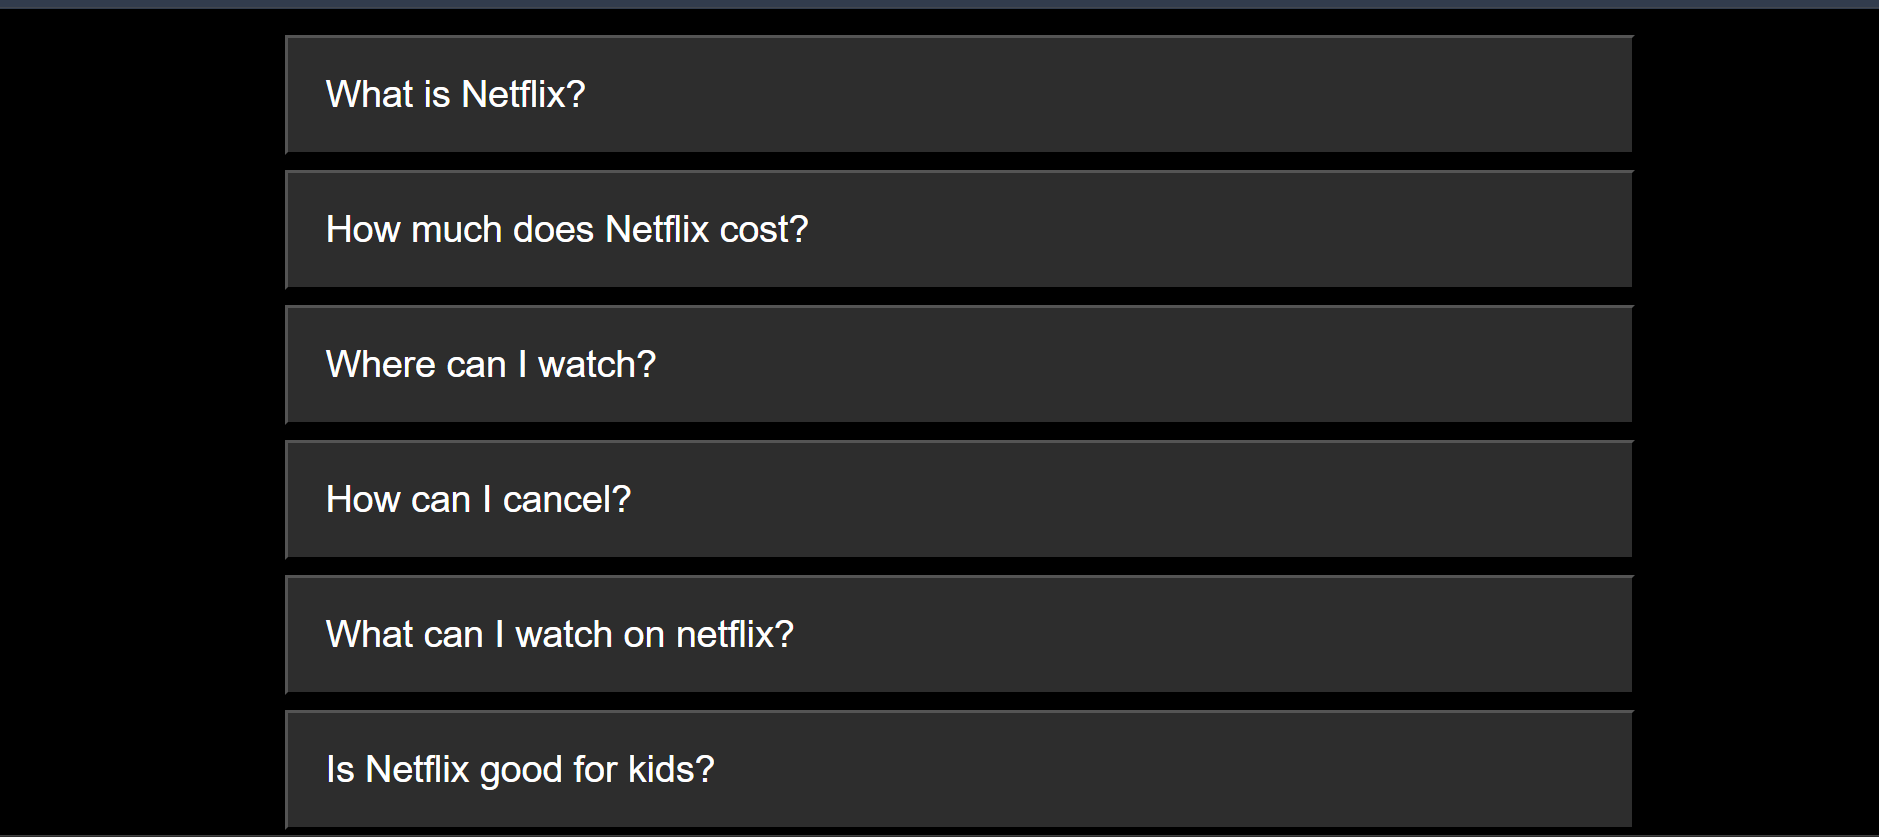 What is Netflix?
How much does Netflix cost?
Where can I watch?
How can I cancel?
What can I watch on netflix?
Is Netflix good for kids?